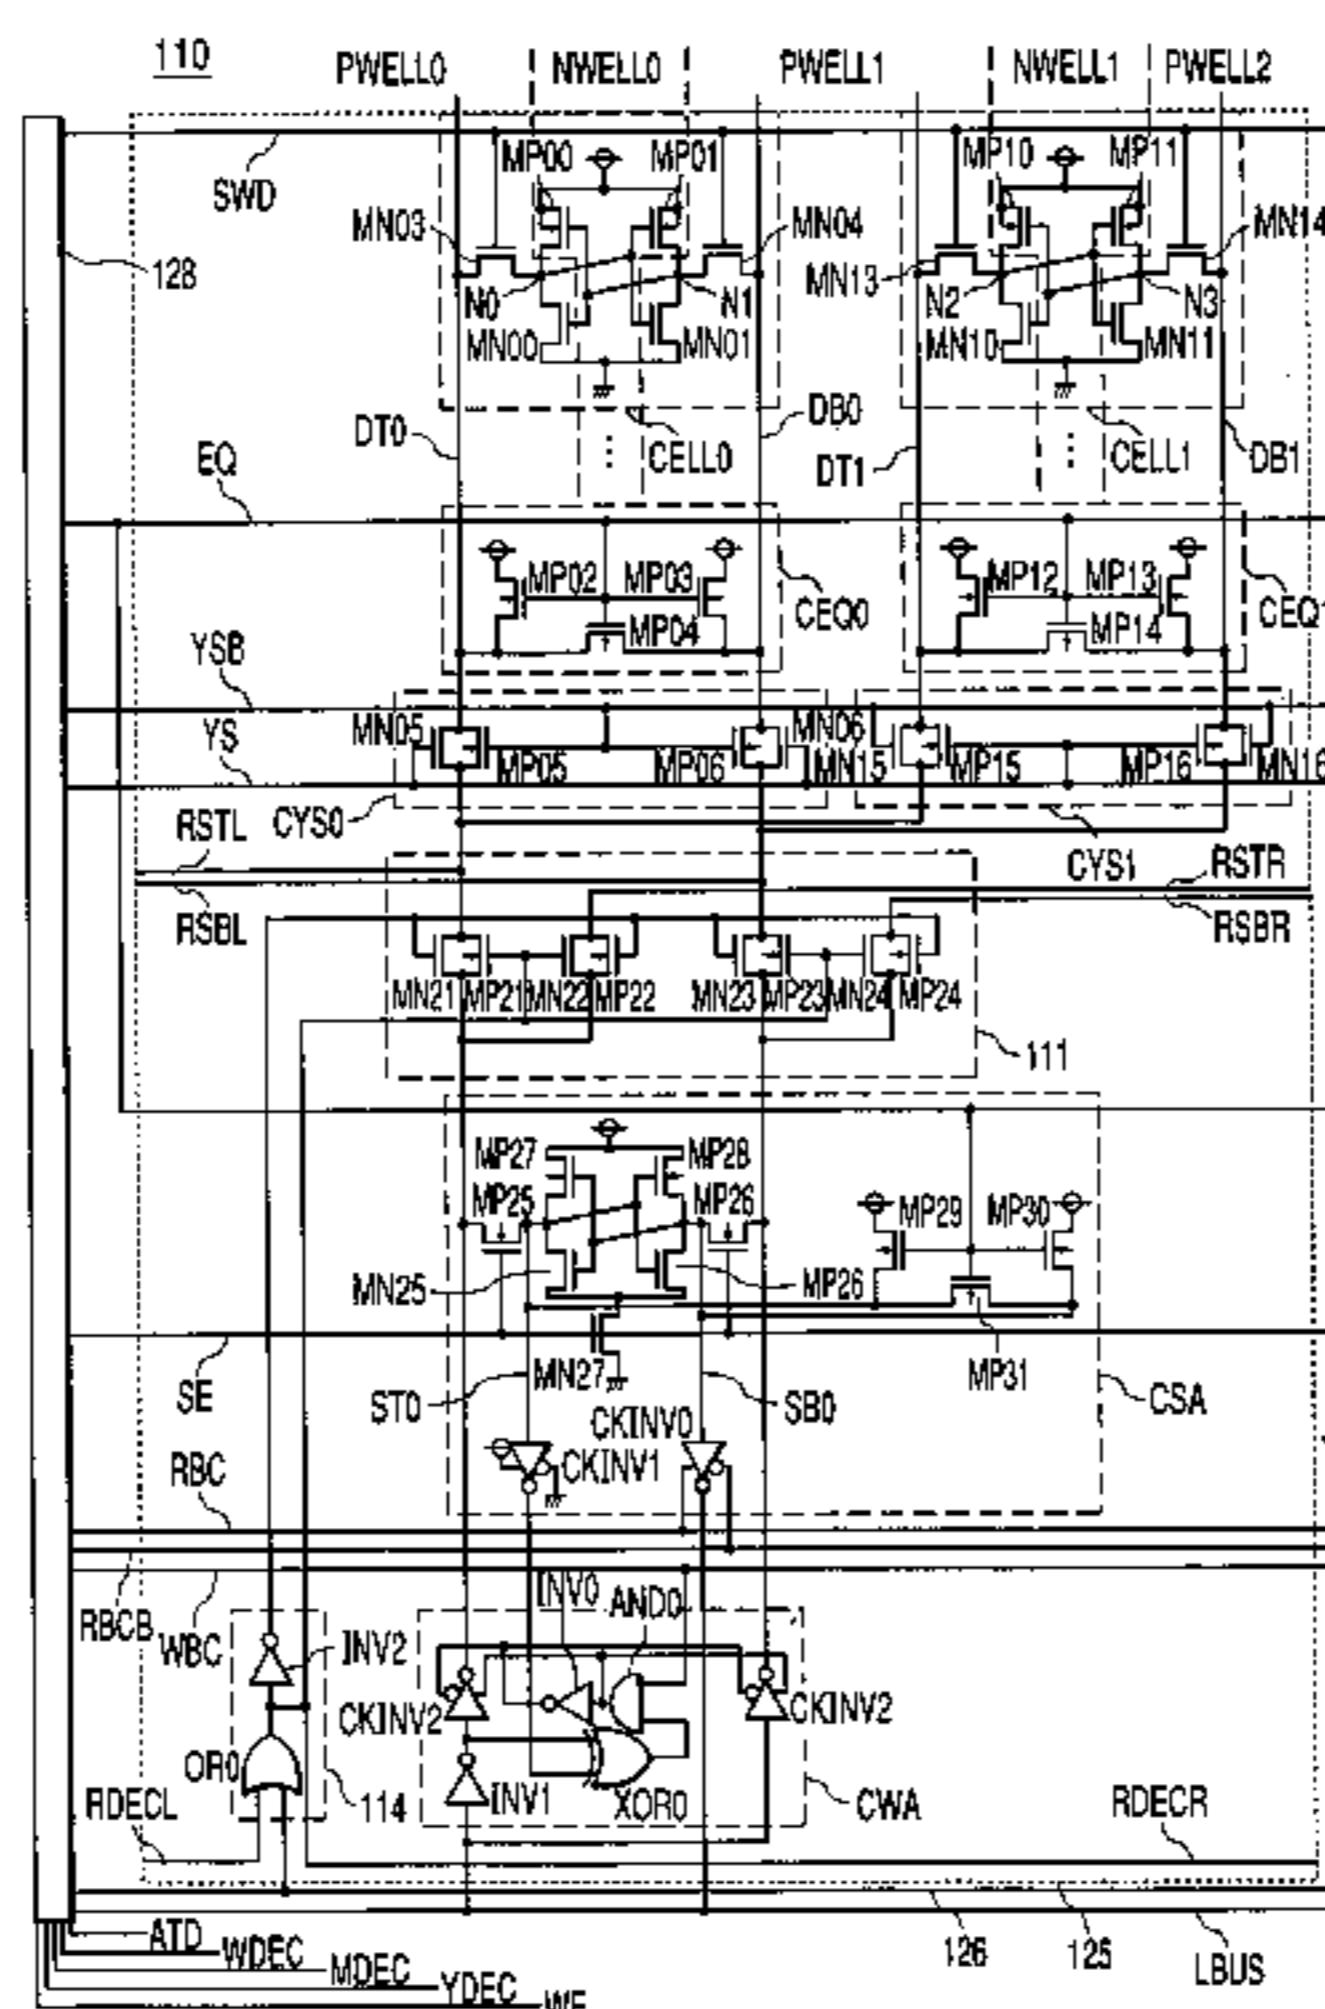 110
PWELL0 NWELL0 PWELL1 NWELL1 PWELL2
MP00 MP01 MP10 MP11
SWD
MN03 MN04 MN13 MN14
128
N0 N1 N2 N3
MN00 MN01 MN10 MN11
DT0 DB0 DT1 DB1
CELL0 CELL1
EQ
MP02 MP03 MP12 MP13
CEQ0
MP04 MP14
YSB
YS
MN05 MN06
MP05 MP06 MN15 MP15 MP16 MN16
CYS0
RSTL
CYS1 RSTR
RSBL RSBR
MN21 MP21 MN22 MP22 MN23 MP23 MN24 MP24
111
MP27 MP28
MP25 MP26 MP29 MP30
MN25 MP26
MN27 MP31
SE ST0 SB0 CSA
CKINV0
CKINV1
RBC
INV0 AND0
RBCB WBC INV2
CKINV2 CKINV2
OR0
INV1 XOR0
RDECL 114 CWA RDECR
ATD
WDEC 126 125 LBUS
MDEC
YDEC